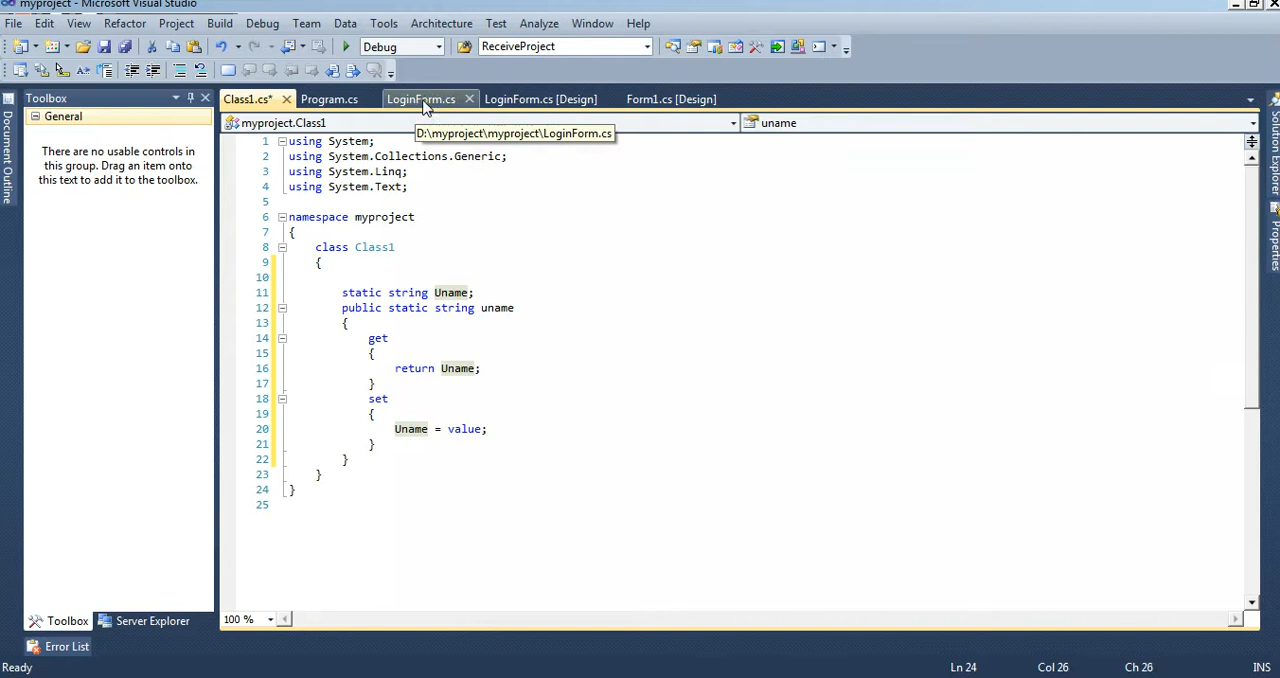 myproject - Microsoft Visual Studio
File Edit View Refactor Project Build Debug Team Data Tools Architecture Test Analyze Window Help
Debug ReceiveProject
Document Outline
Toolbox
General
There are no usable controls in
this group. Drag an item onto
this text to add it to the toolbox.
Toolbox Server Explorer
Class1.cs* Program.cs LoginForm.cs LoginForm.cs [Design] Form1.cs [Design]
myproject.Class1 uname
D:\myproject\myproject\LoginForm.cs
1 using System;
2 using System.Collections.Generic;
3 using System.Linq;
4 using System.Text;
5
6 namespace myproject
7 {
8 class Class1
9 {
10
11 static string Uname;
12 public static string uname
13 {
14 get
15 {
16 return Uname;
17 }
18 set
19 {
20 Uname = value;
21 }
22 }
23 }
24 }
25
100 %
Solution Explorer
Properties
Error List
Ready Ln 24 Col 26 Ch 26 INS